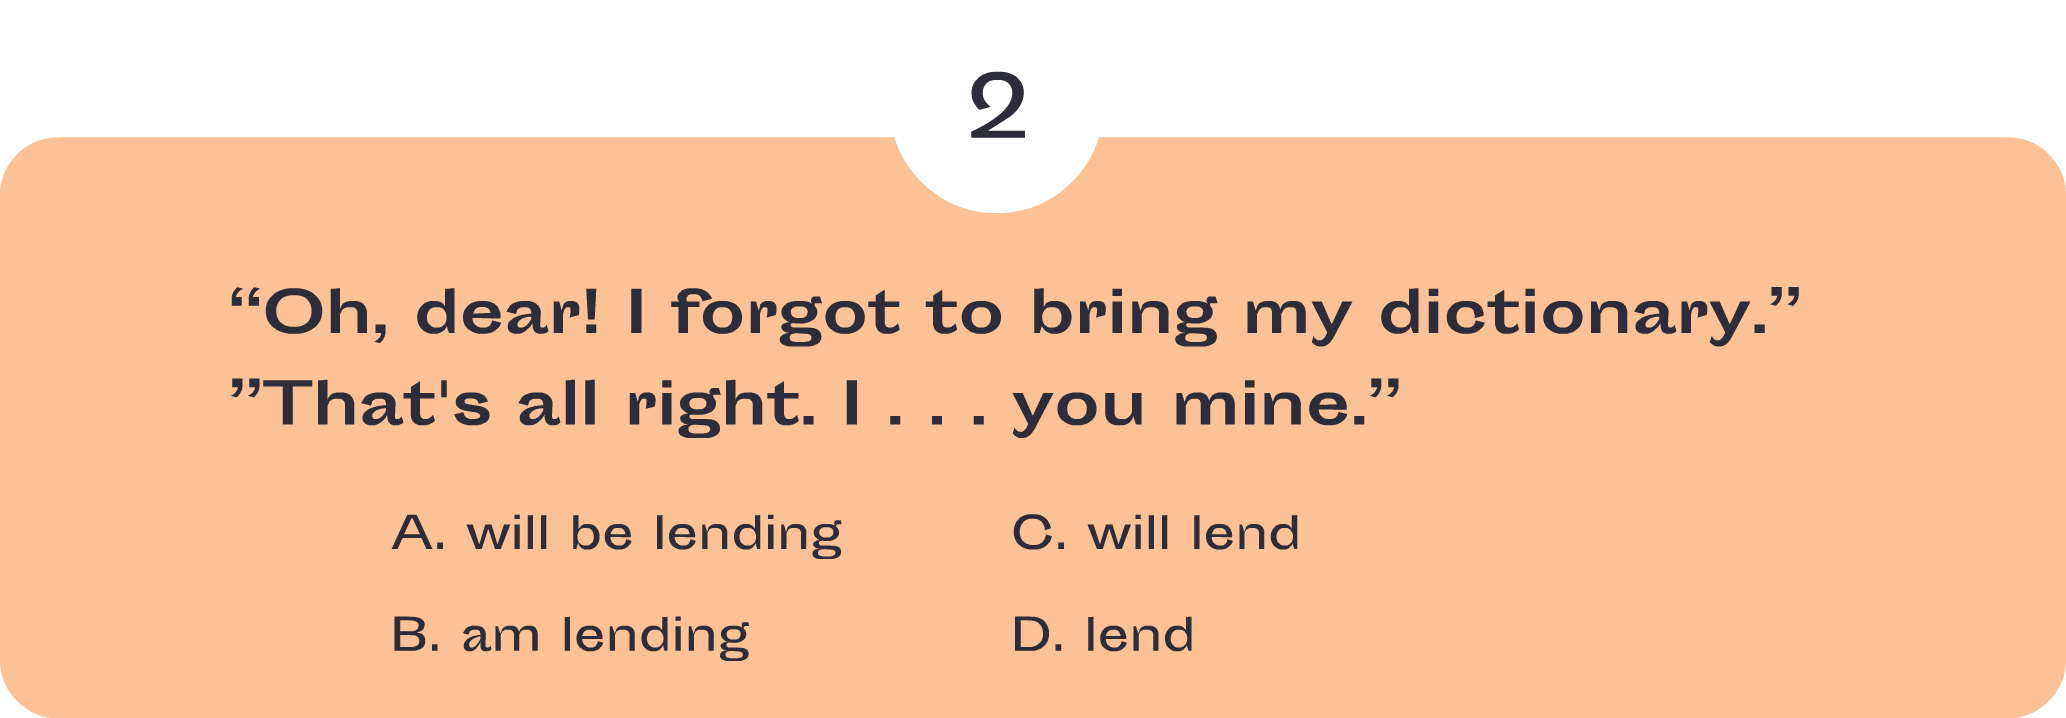 2
“Oh, dear! I forgot to bring my dictionary.”
”That's all right. I . . . you mine.”
A. will be lending
C. will lend
B. am lending
D. lend